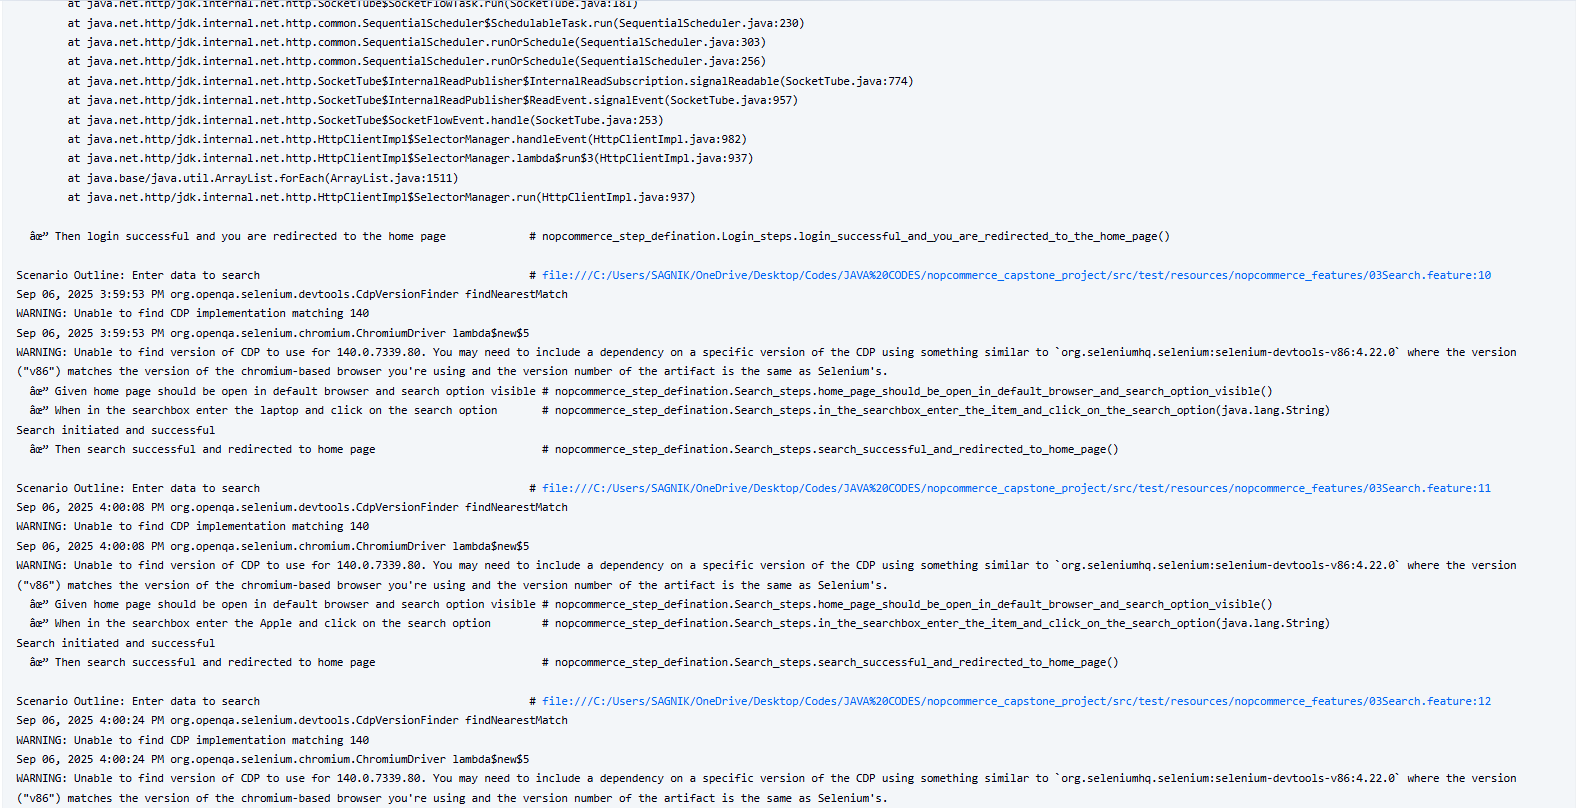 at java.net.http/jdk.internal.net.http.SocketTube$SocketFlowTask.run(SocketTube.java:181)
at java.net.http/jdk.internal.net.http.common.SequentialScheduler$SchedulableTask.run(SequentialScheduler.java:230)
at java.net.http/jdk.internal.net.http.common.SequentialScheduler.runOrSchedule(SequentialScheduler.java:303)
at java.net.http/jdk.internal.net.http.common.SequentialScheduler.runOrSchedule(SequentialScheduler.java:256)
at java.net.http/jdk.internal.net.http.SocketTube$InternalReadPublisher$InternalReadSubscription.signalReadable(SocketTube.java:774)
at java.net.http/jdk.internal.net.http.SocketTube$InternalReadPublisher$ReadEvent.signalEvent(SocketTube.java:957)
at java.net.http/jdk.internal.net.http.SocketTube$SocketFlowEvent.handle(SocketTube.java:253)
at java.net.http/jdk.internal.net.http.HttpClientImpl$SelectorManager.handleEvent(HttpClientImpl.java:982)
at java.net.http/jdk.internal.net.http.HttpClientImpl$SelectorManager.lambda$run$3(HttpClientImpl.java:937)
at java.base/java.util.ArrayList.forEach(ArrayList.java:1511)
at java.net.http/jdk.internal.net.http.HttpClientImpl$SelectorManager.run(HttpClientImpl.java:937)
âœ” Then login successful and you are redirected to the home page # nopcommerce_step_defination.Login_steps.login_successful_and_you_are_redirected_to_the_home_page()
Scenario Outline: Enter data to search # file:///C:/Users/SAGNIK/OneDrive/Desktop/Codes/JAVA%20CODES/nopcommerce_capstone_project/src/test/resources/nopcommerce_features/03Search.feature:10
Sep 06, 2025 3:59:53 PM org.openqa.selenium.devtools.CdpVersionFinder findNearestMatch
WARNING: Unable to find CDP implementation matching 140
Sep 06, 2025 3:59:53 PM org.openqa.selenium.chromium.ChromiumDriver lambda$new$5
WARNING: Unable to find version of CDP to use for 140.0.7339.80. You may need to include a dependency on a specific version of the CDP using something similar to `org.seleniumhq.selenium:selenium-devtools-v86:4.22.0` where the version
("v86") matches the version of the chromium-based browser you're using and the version number of the artifact is the same as Selenium's.
âœ” Given home page should be open in default browser and search option visible # nopcommerce_step_defination.Search_steps.home_page_should_be_open_in_default_browser_and_search_option_visible()
âœ” When in the searchbox enter the laptop and click on the search option # nopcommerce_step_defination.Search_steps.in_the_searchbox_enter_the_item_and_click_on_the_search_option(java.lang.String)
Search initiated and successful
âœ” Then search successful and redirected to home page # nopcommerce_step_defination.Search_steps.search_successful_and_redirected_to_home_page()
Scenario Outline: Enter data to search # file:///C:/Users/SAGNIK/OneDrive/Desktop/Codes/JAVA%20CODES/nopcommerce_capstone_project/src/test/resources/nopcommerce_features/03Search.feature:11
Sep 06, 2025 4:00:08 PM org.openqa.selenium.devtools.CdpVersionFinder findNearestMatch
WARNING: Unable to find CDP implementation matching 140
Sep 06, 2025 4:00:08 PM org.openqa.selenium.chromium.ChromiumDriver lambda$new$5
WARNING: Unable to find version of CDP to use for 140.0.7339.80. You may need to include a dependency on a specific version of the CDP using something similar to `org.seleniumhq.selenium:selenium-devtools-v86:4.22.0` where the version
("v86") matches the version of the chromium-based browser you're using and the version number of the artifact is the same as Selenium's.
âœ” Given home page should be open in default browser and search option visible # nopcommerce_step_defination.Search_steps.home_page_should_be_open_in_default_browser_and_search_option_visible()
âœ” When in the searchbox enter the Apple and click on the search option # nopcommerce_step_defination.Search_steps.in_the_searchbox_enter_the_item_and_click_on_the_search_option(java.lang.String)
Search initiated and successful
âœ” Then search successful and redirected to home page # nopcommerce_step_defination.Search_steps.search_successful_and_redirected_to_home_page()
Scenario Outline: Enter data to search # file:///C:/Users/SAGNIK/OneDrive/Desktop/Codes/JAVA%20CODES/nopcommerce_capstone_project/src/test/resources/nopcommerce_features/03Search.feature:12
Sep 06, 2025 4:00:24 PM org.openqa.selenium.devtools.CdpVersionFinder findNearestMatch
WARNING: Unable to find CDP implementation matching 140
Sep 06, 2025 4:00:24 PM org.openqa.selenium.chromium.ChromiumDriver lambda$new$5
WARNING: Unable to find version of CDP to use for 140.0.7339.80. You may need to include a dependency on a specific version of the CDP using something similar to `org.seleniumhq.selenium:selenium-devtools-v86:4.22.0` where the version
("v86") matches the version of the chromium-based browser you're using and the version number of the artifact is the same as Selenium's.